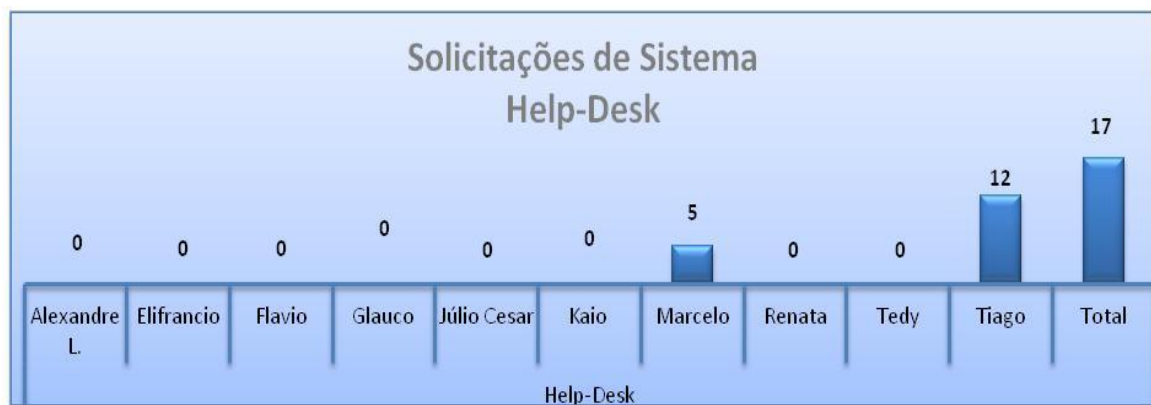 Solicitações de Sistema
Help-Desk
0 0 0 0 0 0 5 0 0 12 17
Alexandre L. Elifrancio Flavio Glauco Júlio Cesar Kaio Marcelo Renata Tedy Tiago Total
Help-Desk